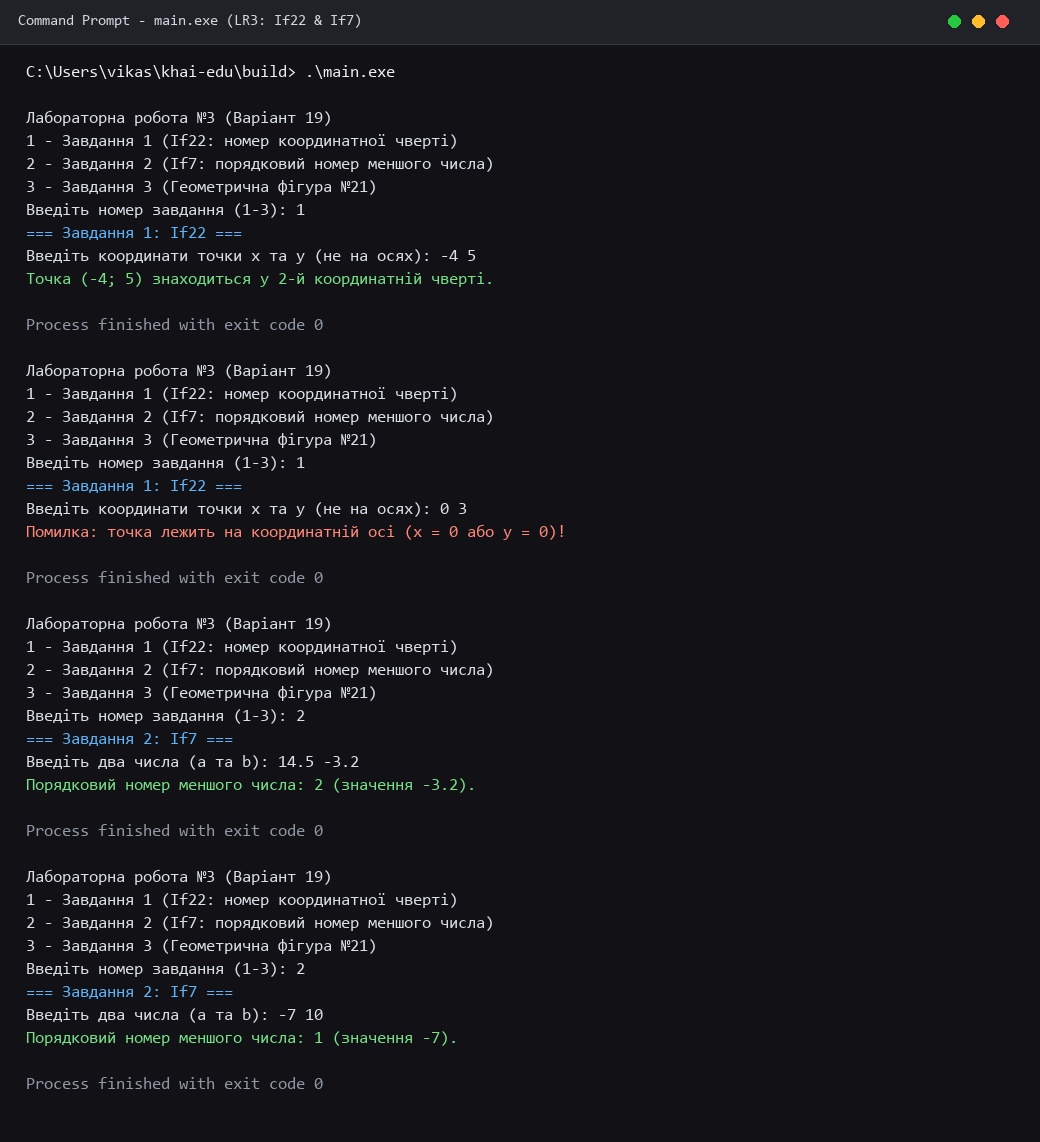 Command Prompt - main.exe (LR3: If22 & If7)
C:\Users\vikas\khai-edu\build> .\main.exe
Лабораторна робота №3 (Варіант 19)
1 - Завдання 1 (If22: номер координатної чверті)
2 - Завдання 2 (If7: порядковий номер меншого числа)
3 - Завдання 3 (Геометрична фігура №21)
Введіть номер завдання (1-3): 1
=== Завдання 1: If22 ===
Введіть координати точки x та y (не на осях): -4 5
Точка (-4; 5) знаходиться у 2-й координатній чверті.
Process finished with exit code 0
Лабораторна робота №3 (Варіант 19)
1 - Завдання 1 (If22: номер координатної чверті)
2 - Завдання 2 (If7: порядковий номер меншого числа)
3 - Завдання 3 (Геометрична фігура №21)
Введіть номер завдання (1-3): 1
=== Завдання 1: If22 ===
Введіть координати точки x та y (не на осях): 0 3
Помилка: точка лежить на координатній осі (x = 0 або y = 0)!
Process finished with exit code 0
Лабораторна робота №3 (Варіант 19)
1 - Завдання 1 (If22: номер координатної чверті)
2 - Завдання 2 (If7: порядковий номер меншого числа)
3 - Завдання 3 (Геометрична фігура №21)
Введіть номер завдання (1-3): 2
=== Завдання 2: If7 ===
Введіть два числа (a та b): 14.5 -3.2
Порядковий номер меншого числа: 2 (значення -3.2).
Process finished with exit code 0
Лабораторна робота №3 (Варіант 19)
1 - Завдання 1 (If22: номер координатної чверті)
2 - Завдання 2 (If7: порядковий номер меншого числа)
3 - Завдання 3 (Геометрична фігура №21)
Введіть номер завдання (1-3): 2
=== Завдання 2: If7 ===
Введіть два числа (a та b): -7 10
Порядковий номер меншого числа: 1 (значення -7).
Process finished with exit code 0